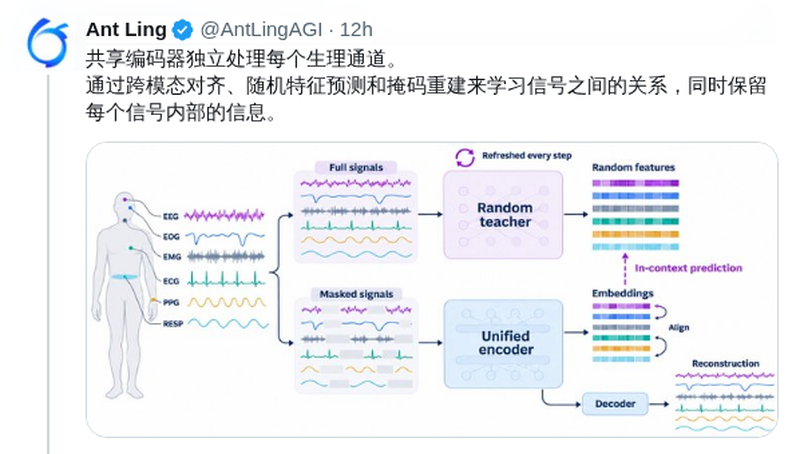 Ant Ling @AntLingAGI · 12h
共享编码器独立处理每个生理通道。
通过跨模态对齐、随机特征预测和掩码重建来学习信号之间的关系，同时保留
每个信号内部的信息。
Refreshed every step
Full signals
Random features
EEG
EOG
EMG
ECG
PPG
RESP
Random
teacher
In-context prediction
Masked signals
Embeddings
Unified
encoder
Align
Reconstruction
Decoder